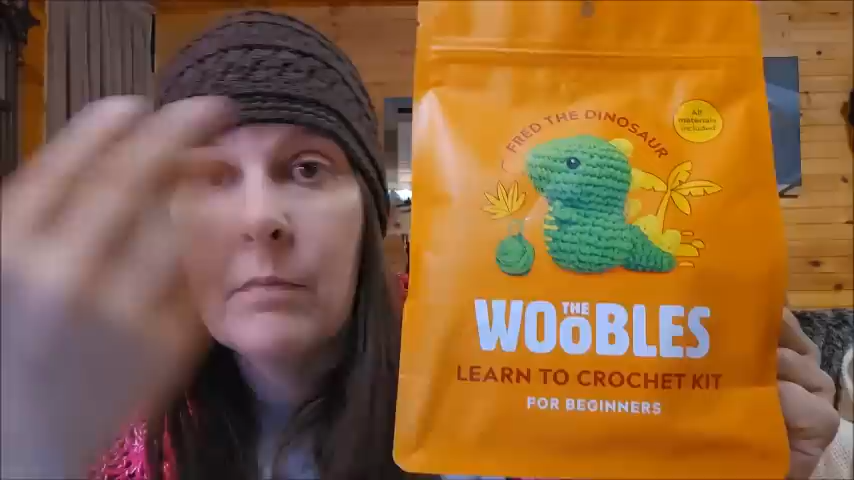 FRED THE DINOSAUR
All
materials
included
THE
WOOBLES
LEARN TO CROCHET KIT
FOR BEGINNERS